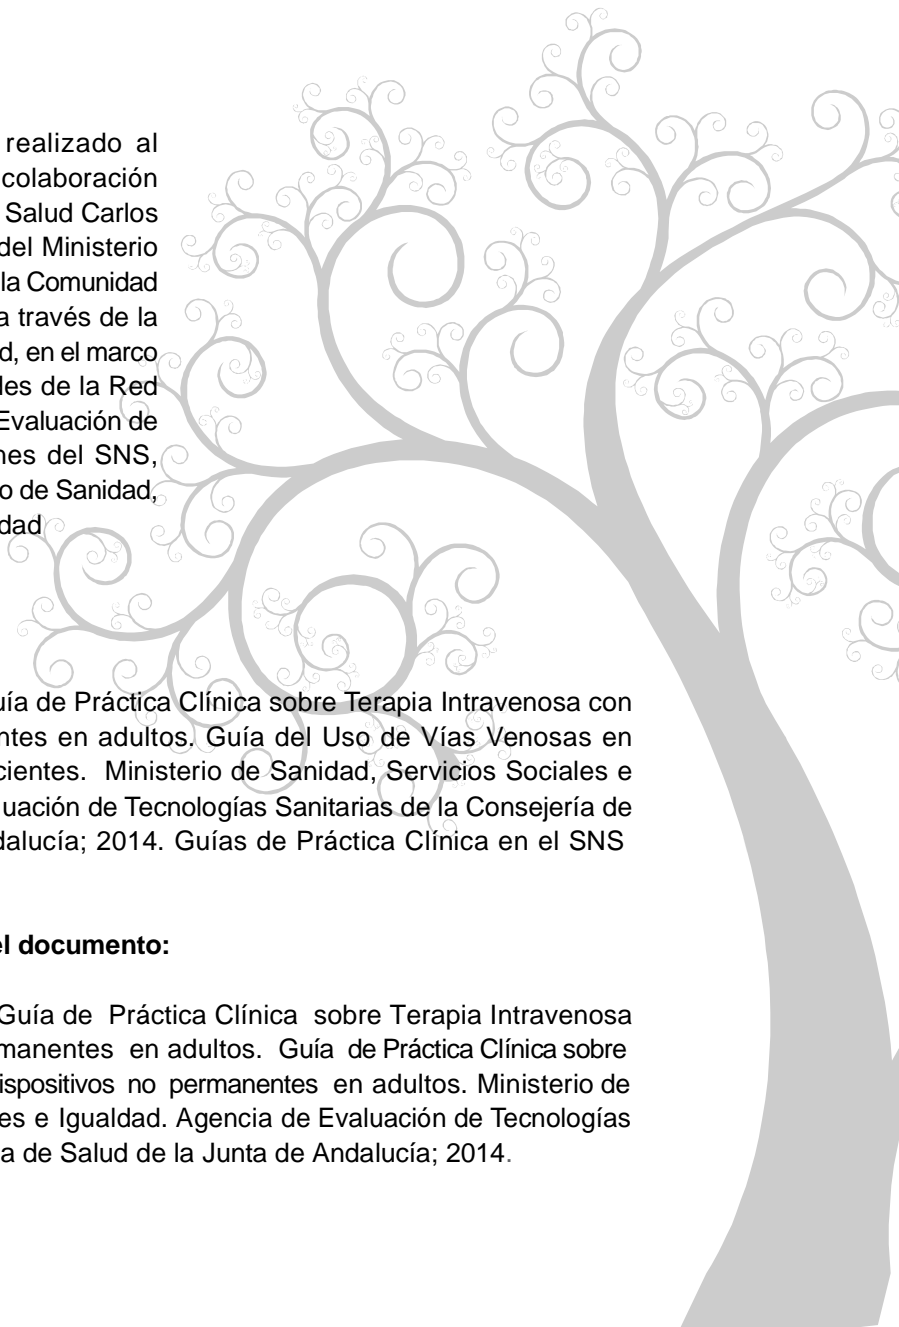 realizado al
colaboración
Salud Carlos
del Ministerio
la Comunidad
a través de la
d, en el marco
les de la Red
Evaluación de
nes del SNS,
o de Sanidad,
dad
uía de Práctica Clínica sobre Terapia Intravenosa con
ntes en adultos. Guía del Uso de Vías Venosas en
cientes. Ministerio de Sanidad, Servicios Sociales e
luación de Tecnologías Sanitarias de la Consejería de
dalucía; 2014. Guías de Práctica Clínica en el SNS
el documento:
Guía de Práctica Clínica sobre Terapia Intravenosa
manentes en adultos. Guía de Práctica Clínica sobre
ispositivos no permanentes en adultos. Ministerio de
es e Igualdad. Agencia de Evaluación de Tecnologías
a de Salud de la Junta de Andalucía; 2014.